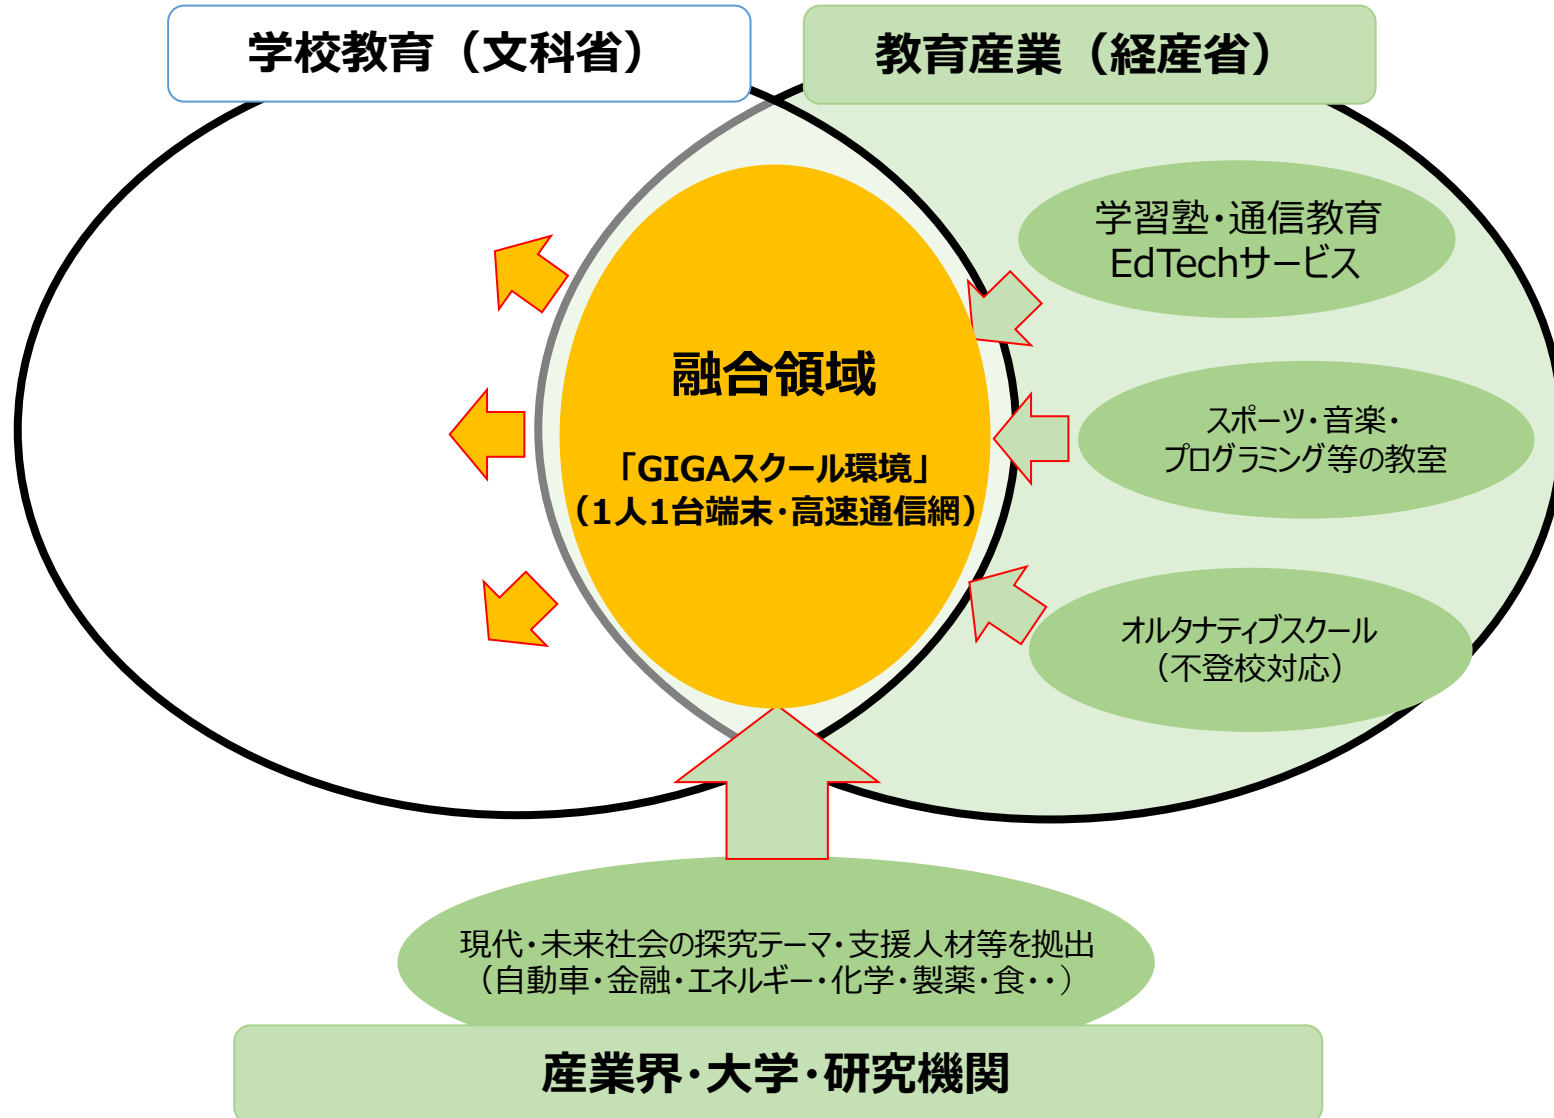 学校教育（文科省）
教育産業（経産省）
学習塾・通信教育
EdTechサービス
融合領域
「GIGAスクール環境」
（1人1台端末・高速通信網）
スポーツ・音楽・
プログラミング等の教室
オルタナティブスクール
（不登校対応）
現代・未来社会の探究テーマ・支援人材等を拠出
（自動車・金融・エネルギー・化学・製薬・食・・）
産業界・大学・研究機関